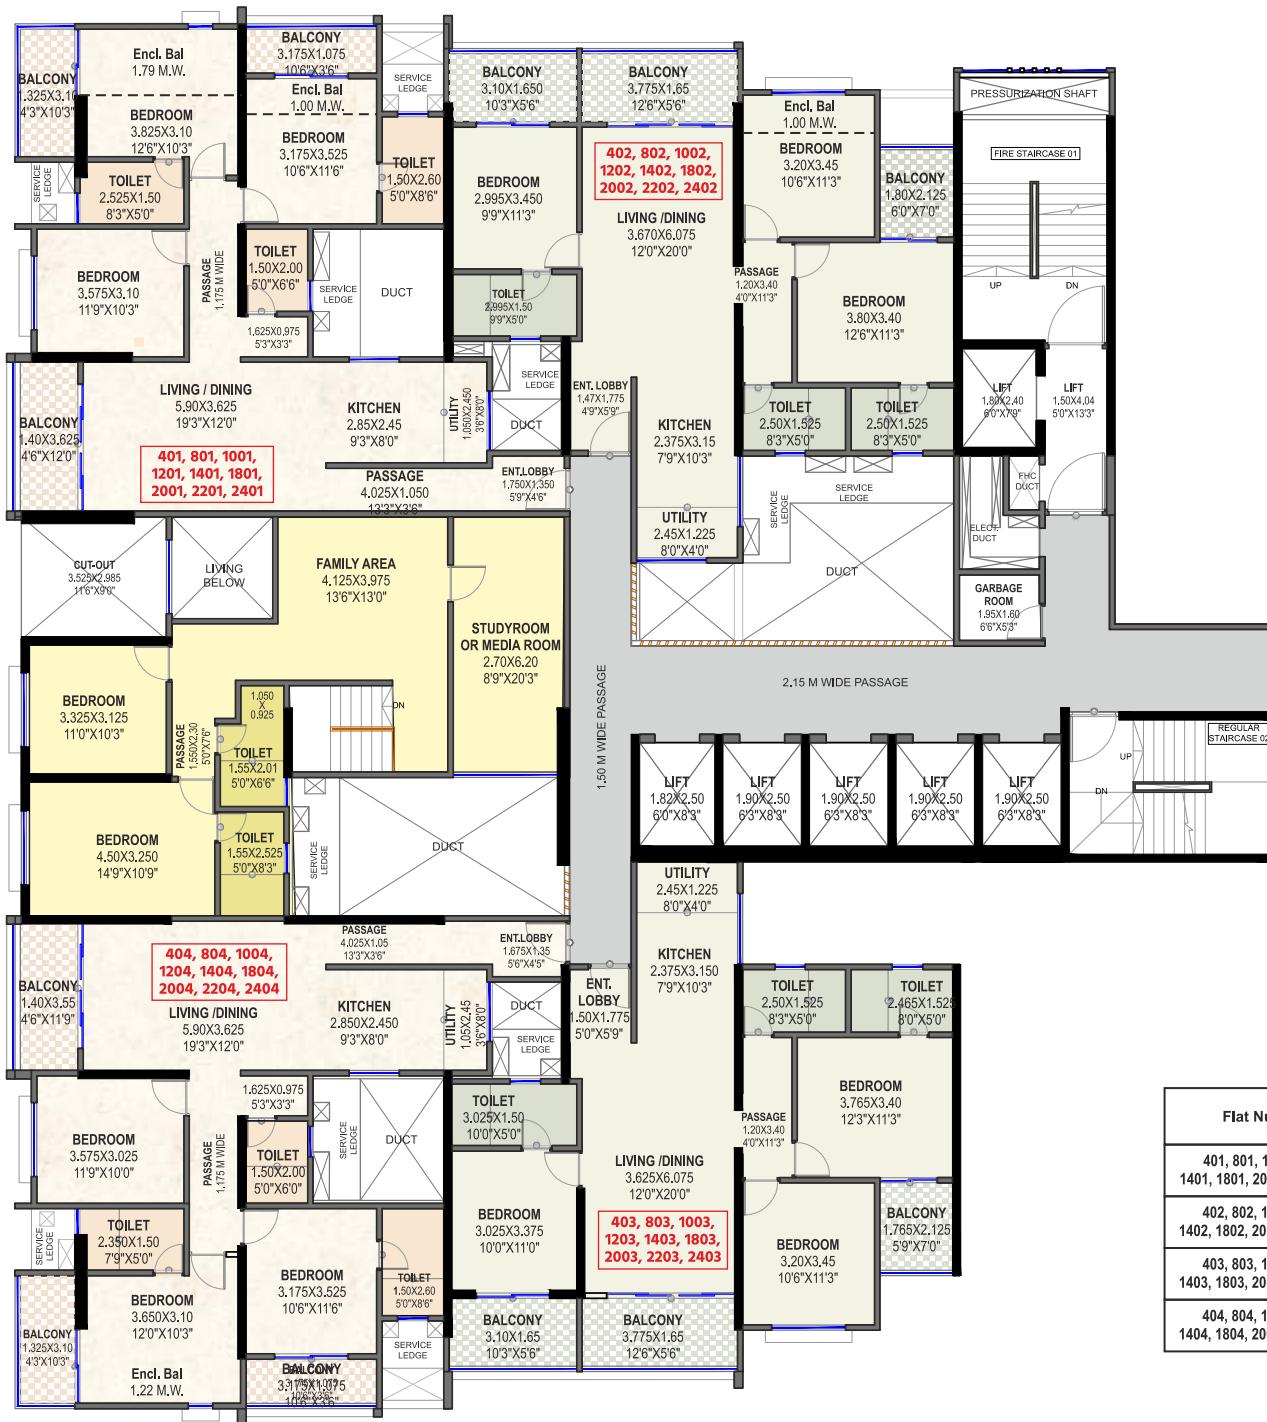 Encl. Bal
1.79 M.W.
BALCONY
1.325X3.10
4'3"X10'3"
BEDROOM
3.825X3.10
12'6"X10'3"
BALCONY
3.175X1.075
10'6"X3'6"
Encl. Bal
1.00 M.W.
BEDROOM
3.175X3.525
10'6"X11'6"
SERVICE
LEDGE
TOILET
1.50X2.60
5'0"X8'6"
SERVICE
LEDGE
TOILET
2.525X1.50
8'3"X5'0"
BEDROOM
3.575X3.10
11'9"X10'3"
PASSAGE
1.175 M WIDE
TOILET
1.50X2.00
5'0"X6'6"
1.625X0.975
5'3"X3'3"
SERVICE
LEDGE
DUCT
BALCONY
1.40X3.625
4'6"X12'0"
LIVING / DINING
5.90X3.625
19'3"X12'0"
401, 801, 1001,
1201, 1401, 1801,
2001, 2201, 2401
KITCHEN
2.85X2.45
9'3"X8'0"
UTILITY
1.050X2.450
3'6"X8'0"
SERVICE
LEDGE
DUCT
PASSAGE
4.025X1.050
13'3"X3'6"
ENT.LOBBY
1.750X1.350
5'9"X4'6"
BALCONY
3.10X1.650
10'3"X5'6"
BALCONY
3.775X1.65
12'6"X5'6"
BEDROOM
2.995X3.450
9'9"X11'3"
402, 802, 1002,
1202, 1402, 1802,
2002, 2202, 2402
LIVING /DINING
3.670X6.075
12'0"X20'0"
TOILET
2.995X1.50
9'9"X5'0"
Encl. Bal
1.00 M.W.
BEDROOM
3.20X3.45
10'6"X11'3"
BALCONY
1.80X2.125
6'0"X7'0"
PASSAGE
1.20X3.40
4'0"X11'3"
BEDROOM
3.80X3.40
12'6"X11'3"
ENT. LOBBY
1.47X1.775
4'9"X5'9"
KITCHEN
2.375X3.15
7'9"X10'3"
TOILET
2.50X1.525
8'3"X5'0"
TOILET
2.50X1.525
8'3"X5'0"
UTILITY
2.45X1.225
8'0"X4'0"
SERVICE
LEDGE
SERVICE
LEDGE
DUCT
PRESSURIZATION SHAFT
FIRE STAIRCASE 01
UP
DN
LIFT
1.80X2.40
6'0"X7'9"
LIFT
1.50X4.04
5'0"X13'3"
FHC
DUCT
ELECT.
DUCT
GARBAGE
ROOM
1.95X1.60
6'6"X5'3"
CUT-OUT
3.525X2.985
11'6"X9'0"
LIVING
BELOW
FAMILY AREA
4.125X3.975
13'6"X13'0"
STUDYROOM
OR MEDIA ROOM
2.70X6.20
8'9"X20'3"
BEDROOM
3.325X3.125
11'0"X10'3"
PASSAGE
1.550X2.30
5'0"X7'6"
1.050
X
0.925
TOILET
1.55X2.01
5'0"X6'6"
DN
BEDROOM
4.50X3.250
14'9"X10'9"
TOILET
1.55X2.525
5'0"X8'3"
SERVICE
LEDGE
DUCT
1.50 M WIDE PASSAGE
2.15 M WIDE PASSAGE
LIFT
1.82X2.50
6'0"X8'3"
LIFT
1.90X2.50
6'3"X8'3"
LIFT
1.90X2.50
6'3"X8'3"
LIFT
1.90X2.50
6'3"X8'3"
LIFT
1.90X2.50
6'3"X8'3"
REGULAR
STAIRCASE 02
UP
DN
PASSAGE
4.025X1.05
13'3"X3'6"
ENT.LOBBY
1.675X1.35
5'6"X4'5"
404, 804, 1004,
1204, 1404, 1804,
2004, 2204, 2404
BALCONY
1.40X3.55
4'6"X11'9"
LIVING /DINING
5.90X3.625
19'3"X12'0"
KITCHEN
2.850X2.450
9'3"X8'0"
UTILITY
1.05X2.45
3'6"X8'0"
DUCT
SERVICE
LEDGE
BEDROOM
3.575X3.025
11'9"X10'0"
PASSAGE
1.175 M WIDE
1.625X0.975
5'3"X3'3"
TOILET
1.50X2.00
5'0"X6'0"
SERVICE
LEDGE
DUCT
SERVICE
LEDGE
TOILET
2.350X1.50
7'9"X5'0"
BEDROOM
3.175X3.525
10'6"X11'6"
TOILET
1.50X2.60
5'0"X8'6"
BEDROOM
3.650X3.10
12'0"X10'3"
BALCONY
1.325X3.10
4'3"X10'3"
Encl. Bal
1.22 M.W.
BALCONY
3.175X1.075
10'6"X3'6"
SERVICE
LEDGE
UTILITY
2.45X1.225
8'0"X4'0"
KITCHEN
2.375X3.150
7'9"X10'3"
ENT.
LOBBY
1.50X1.775
5'0"X5'9"
TOILET
2.50X1.525
8'3"X5'0"
TOILET
2.465X1.525
8'0"X5'0"
TOILET
3.025X1.50
10'0"X5'0"
PASSAGE
1.20X3.40
4'0"X11'3"
BEDROOM
3.765X3.40
12'3"X11'3"
LIVING /DINING
3.625X6.075
12'0"X20'0"
BEDROOM
3.025X3.375
10'0"X11'0"
403, 803, 1003,
1203, 1403, 1803,
2003, 2203, 2403
BALCONY
1.765X2.125
5'9"X7'0"
BEDROOM
3.20X3.45
10'6"X11'3"
BALCONY
3.10X1.65
10'3"X5'6"
BALCONY
3.775X1.65
12'6"X5'6"
Flat Nu
401, 801, 1
1401, 1801, 20
402, 802, 1
1402, 1802, 20
403, 803, 1
1403, 1803, 20
404, 804, 1
1404, 1804, 20